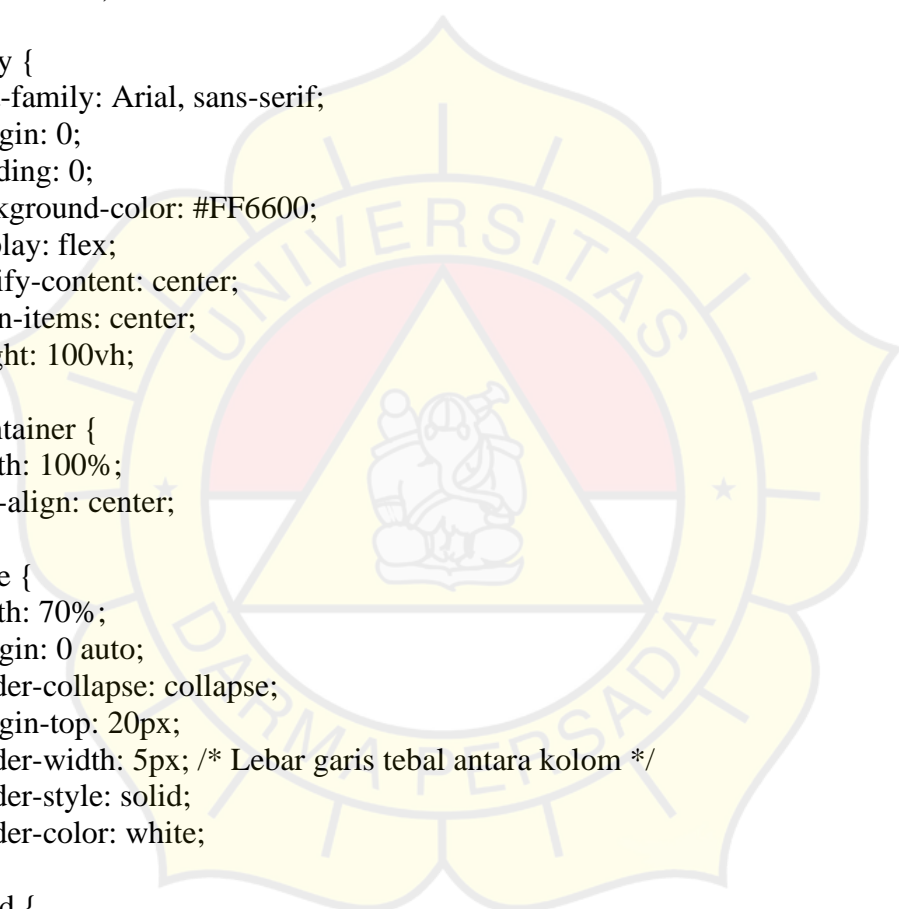 y {
-family: Arial, sans-serif;
gin: 0;
ding: 0;
kground-color: #FF6600;
play: flex;
ify-content: center;
n-items: center;
ght: 100vh;
ntainer {
th: 100%;
-align: center;
e {
th: 70%;
gin: 0 auto;
der-collapse: collapse;
gin-top: 20px;
der-width: 5px; /* Lebar garis tebal antara kolom */
der-style: solid;
der-color: white;
d {
UNIVERSITAS
DARMA PERSADA